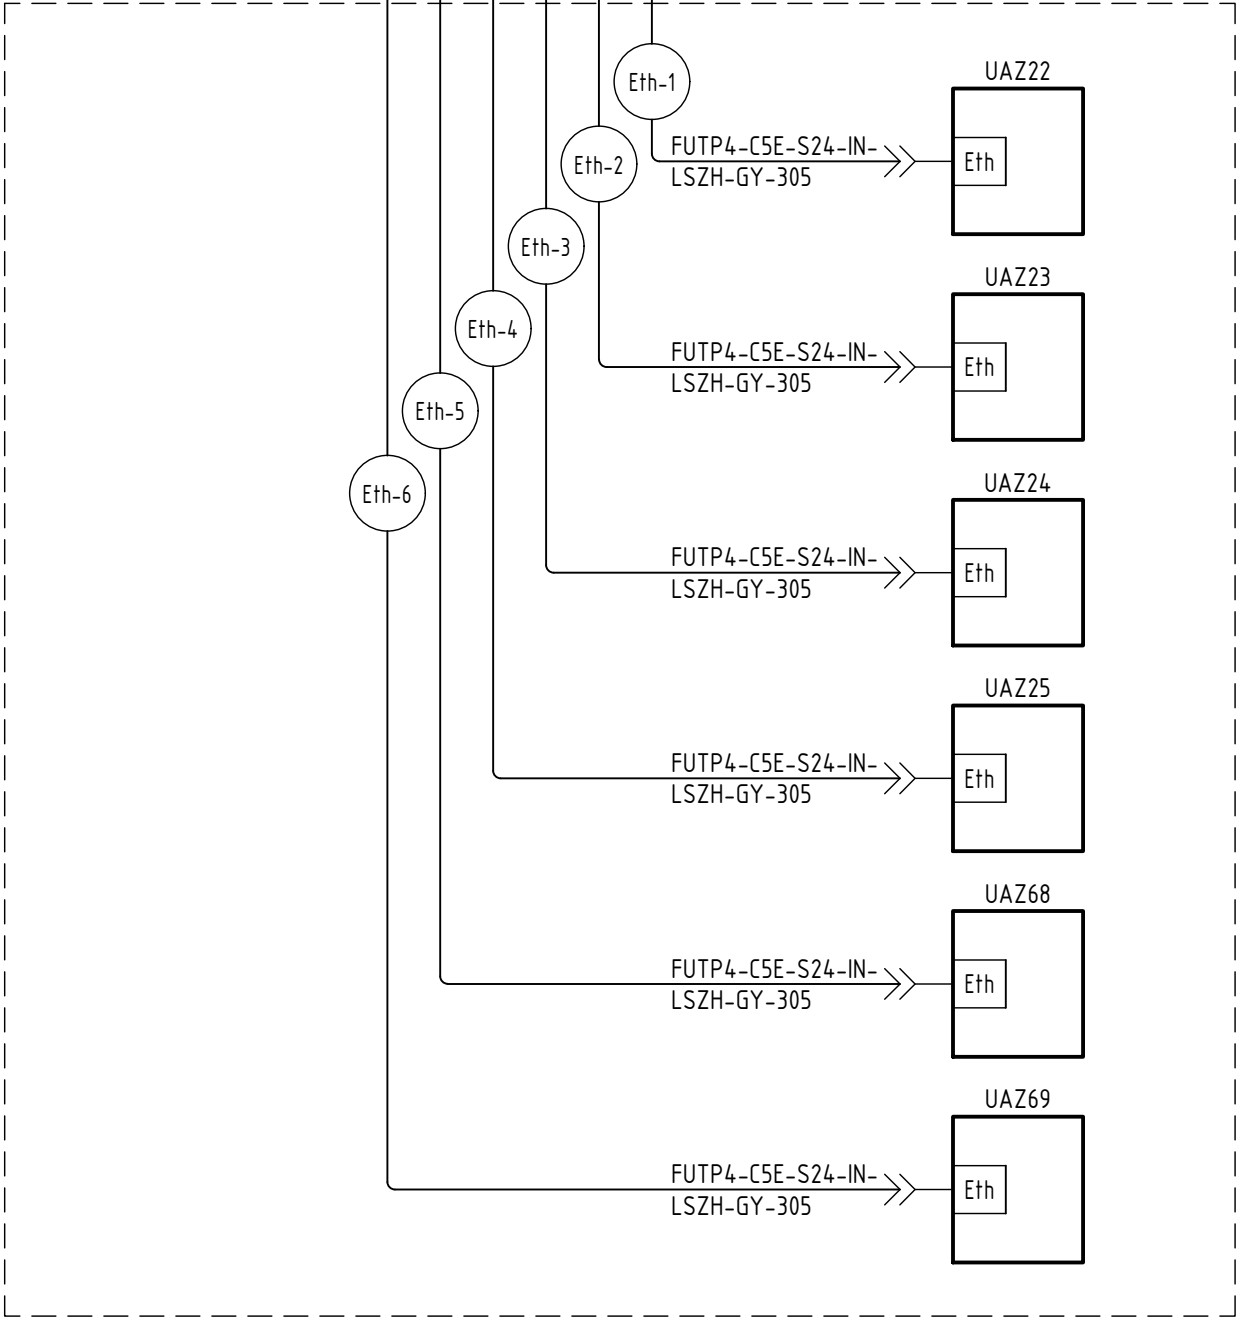 UAZ22
Eth-1
FUTP4-C5E-S24-IN-
LSZH-GY-305
Eth
Eth-2
Eth-3
UAZ23
Eth-4
FUTP4-C5E-S24-IN-
LSZH-GY-305
Eth
Eth-5
UAZ24
Eth-6
FUTP4-C5E-S24-IN-
LSZH-GY-305
Eth
UAZ25
FUTP4-C5E-S24-IN-
LSZH-GY-305
Eth
UAZ68
FUTP4-C5E-S24-IN-
LSZH-GY-305
Eth
UAZ69
FUTP4-C5E-S24-IN-
LSZH-GY-305
Eth